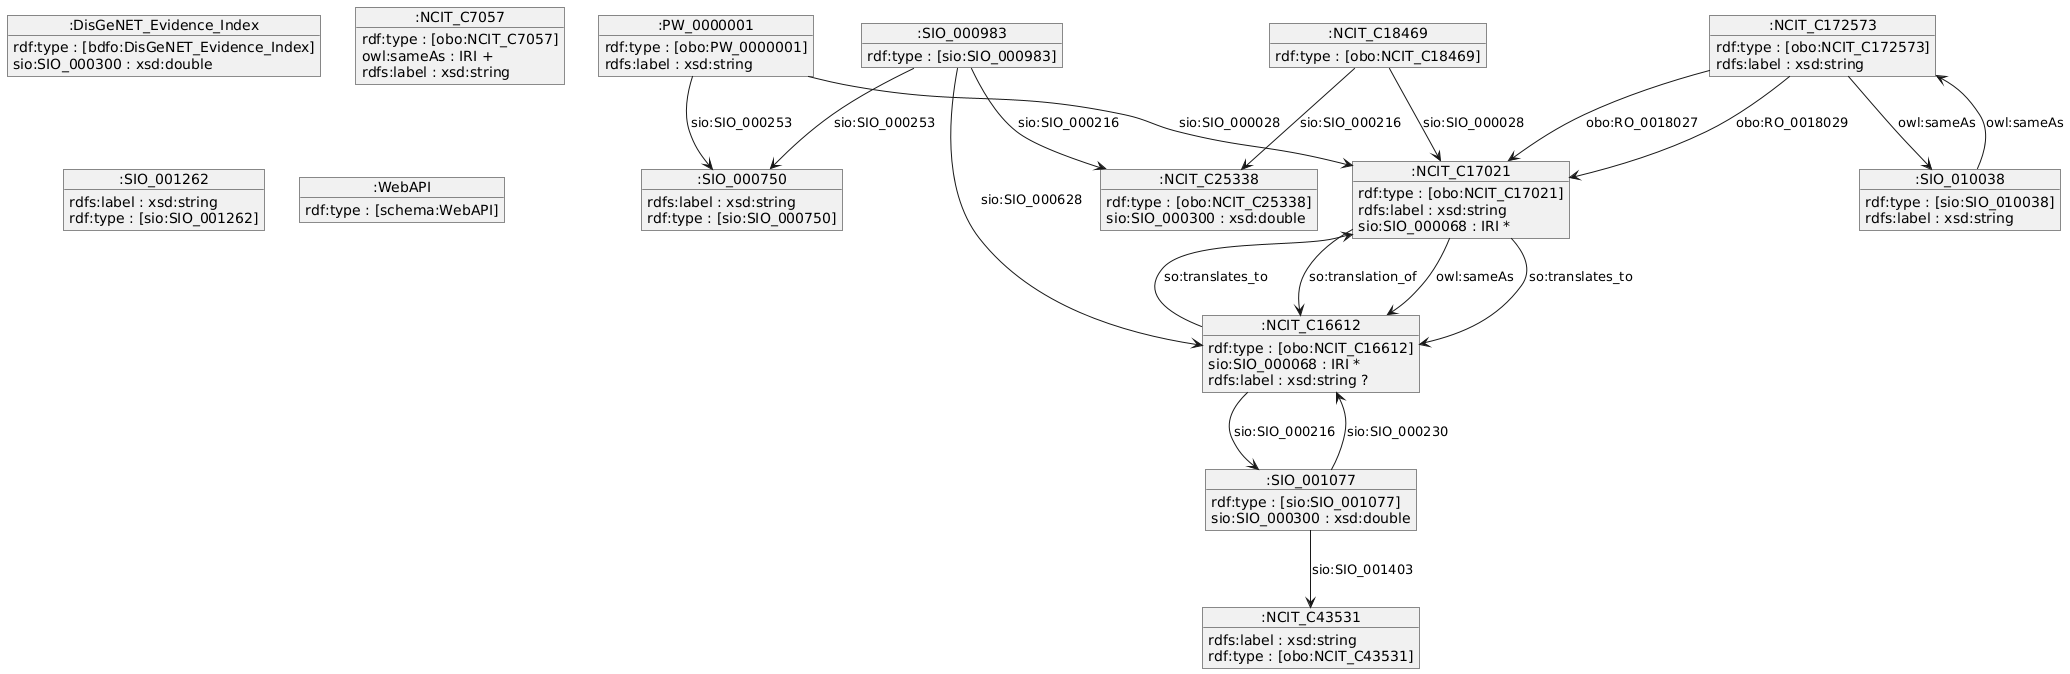 :DisGeNET_Evidence_Index
rdf:type : [bdfo:DisGeNET_Evidence_Index]
sio:SIO_000300 : xsd:double
:NCIT_C7057
rdf:type : [obo:NCIT_C7057]
owl:sameAs : IRI +
rdfs:label : xsd:string
:PW_0000001
rdf:type : [obo:PW_0000001]
rdfs:label : xsd:string
:SIO_000983
rdf:type : [sio:SIO_000983]
:NCIT_C18469
rdf:type : [obo:NCIT_C18469]
:NCIT_C172573
rdf:type : [obo:NCIT_C172573]
rdfs:label : xsd:string
sio:SIO_000253
sio:SIO_000253
sio:SIO_000216
sio:SIO_000028
sio:SIO_000216
sio:SIO_000028
obo:RO_0018027
obo:RO_0018029
owl:sameAs
owl:sameAs
:SIO_001262
rdfs:label : xsd:string
rdf:type : [sio:SIO_001262]
:WebAPI
rdf:type : [schema:WebAPI]
:SIO_000750
rdfs:label : xsd:string
rdf:type : [sio:SIO_000750]
sio:SIO_000628
:NCIT_C25338
rdf:type : [obo:NCIT_C25338]
sio:SIO_000300 : xsd:double
:NCIT_C17021
rdf:type : [obo:NCIT_C17021]
rdfs:label : xsd:string
sio:SIO_000068 : IRI *
:SIO_010038
rdf:type : [sio:SIO_010038]
rdfs:label : xsd:string
so:translates_to
so:translation_of
owl:sameAs
so:translates_to
:NCIT_C16612
rdf:type : [obo:NCIT_C16612]
sio:SIO_000068 : IRI *
rdfs:label : xsd:string ?
sio:SIO_000216
sio:SIO_000230
:SIO_001077
rdf:type : [sio:SIO_001077]
sio:SIO_000300 : xsd:double
sio:SIO_001403
:NCIT_C43531
rdfs:label : xsd:string
rdf:type : [obo:NCIT_C43531]